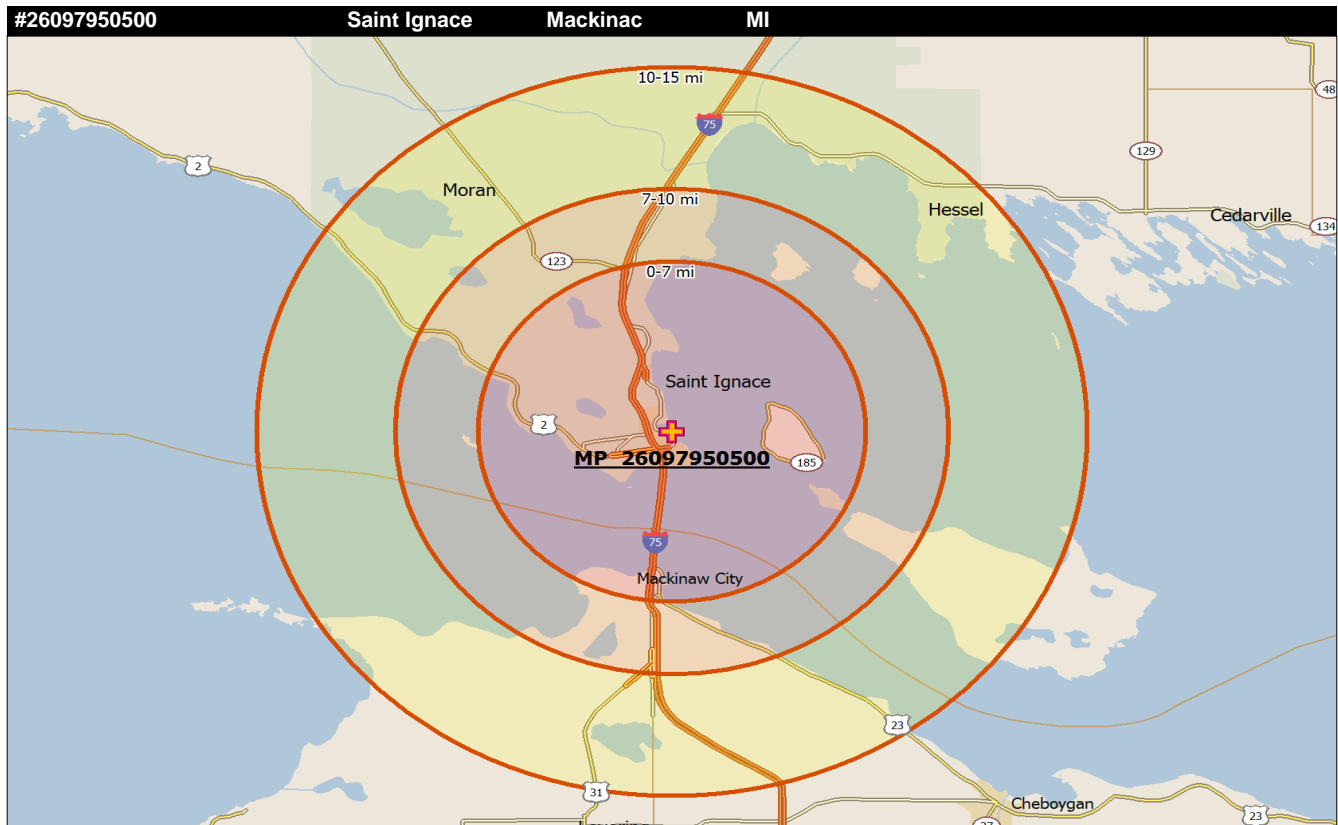 #26097950500 Saint Ignace Mackinac MI
10-15 mi
48
75
129
2
Moran
7-10 mi
Hessel
Cedarville
134
123
0-7 mi
Saint Ignace
2
MP 26097950500
185
75
Mackinaw City
23
31
Cheboygan
23
27